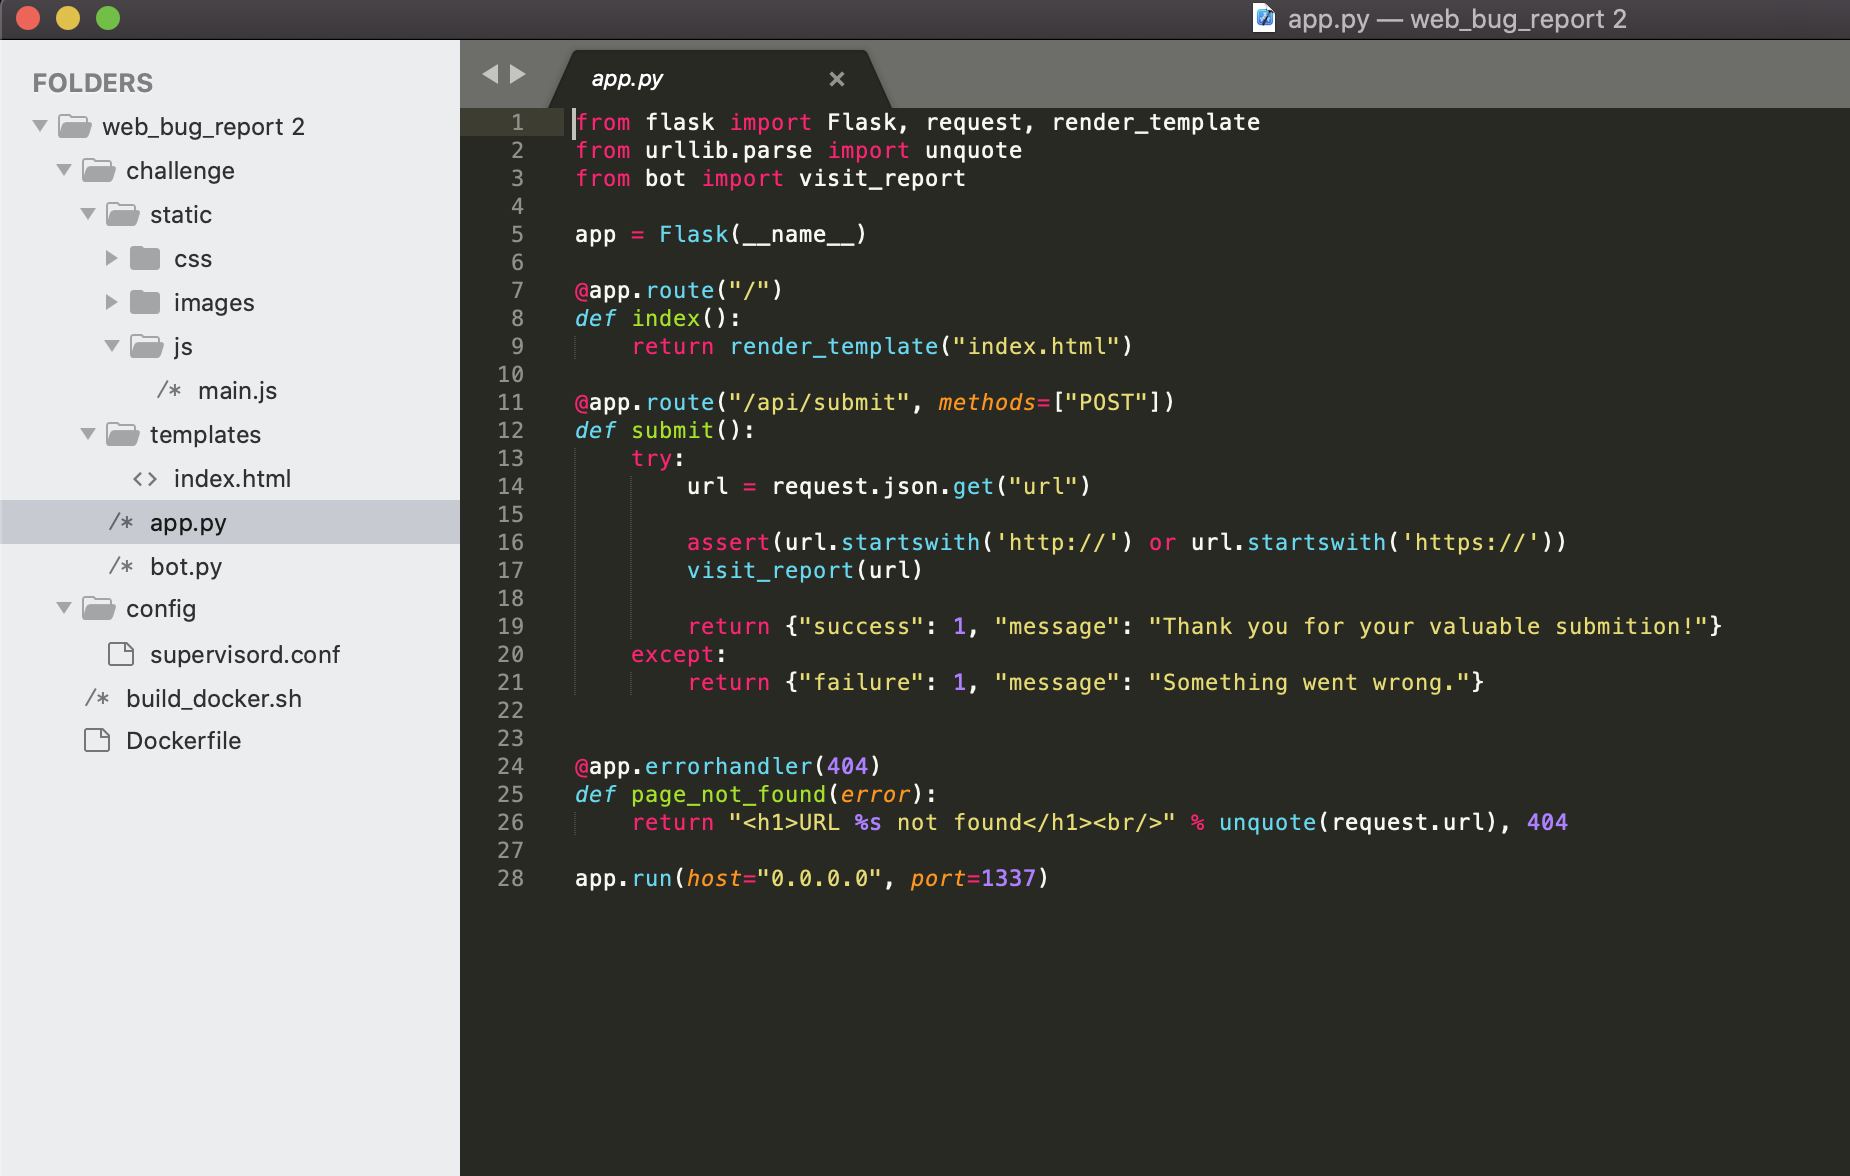 app.py — web_bug_report 2
FOLDERS
web_bug_report 2
challenge
static
css
images
js
/* main.js
templates
<> index.html
/* app.py
/* bot.py
config
supervisord.conf
/* build_docker.sh
Dockerfile
app.py ×
1 from flask import Flask, request, render_template
2 from urllib.parse import unquote
3 from bot import visit_report
4
5 app = Flask(__name__)
6
7 @app.route("/")
8 def index():
9     return render_template("index.html")
10
11 @app.route("/api/submit", methods=["POST"])
12 def submit():
13     try:
14         url = request.json.get("url")
15
16         assert(url.startswith('http://') or url.startswith('https://'))
17         visit_report(url)
18
19         return {"success": 1, "message": "Thank you for your valuable submition!"}
20     except:
21         return {"failure": 1, "message": "Something went wrong."}
22
23
24 @app.errorhandler(404)
25 def page_not_found(error):
26     return "<h1>URL %s not found</h1><br/>" % unquote(request.url), 404
27
28 app.run(host="0.0.0.0", port=1337)